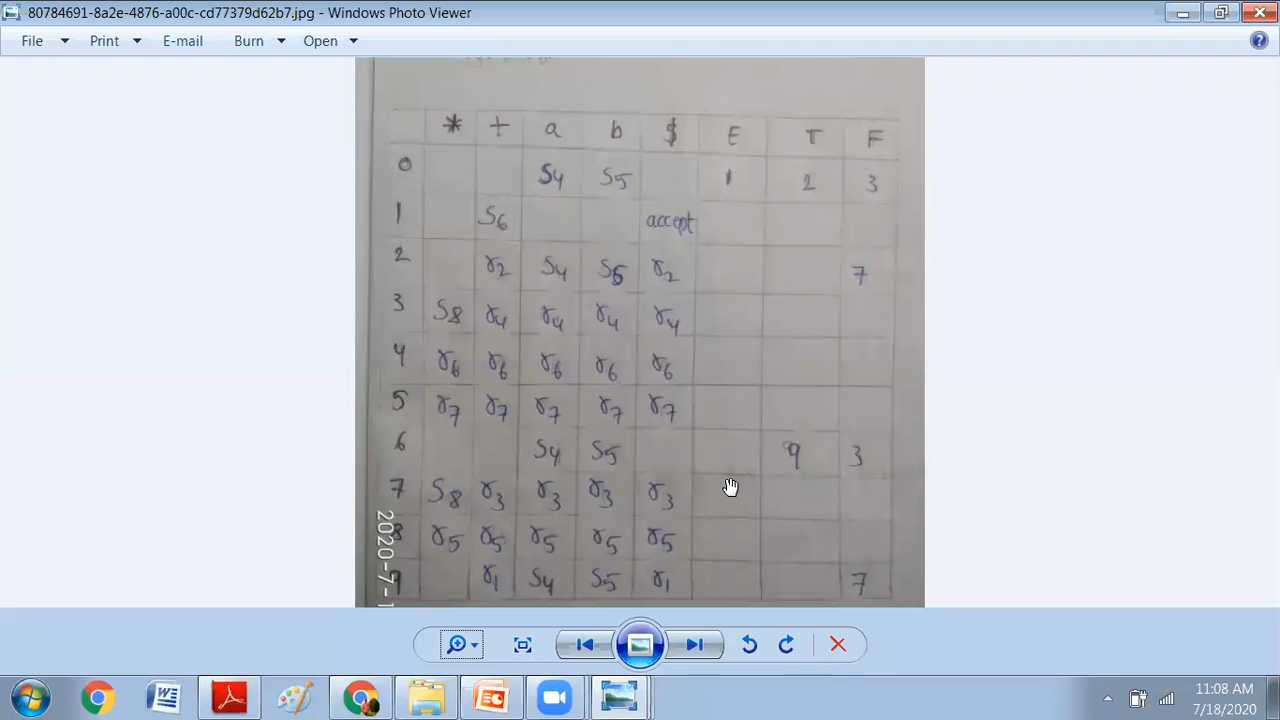 80784691-8a2e-4876-a00c-cd77379d62b7.jpg - Windows Photo Viewer
File Print E-mail Burn Open
* + a b $ E T F
0 S4 S5 1 2 3
1 S6 accept
2 r2 S4 S5 r2 7
3 S8 r4 r4 r4 r4
4 r6 r6 r6 r6 r6
5 r7 r7 r7 r7 r7
6 S4 S5 9 3
7 S8 r3 r3 r3 r3
8 r5 r5 r5 r5 r5
9 r1 S4 S5 r1 7
2020-7-1
11:08 AM
7/18/2020